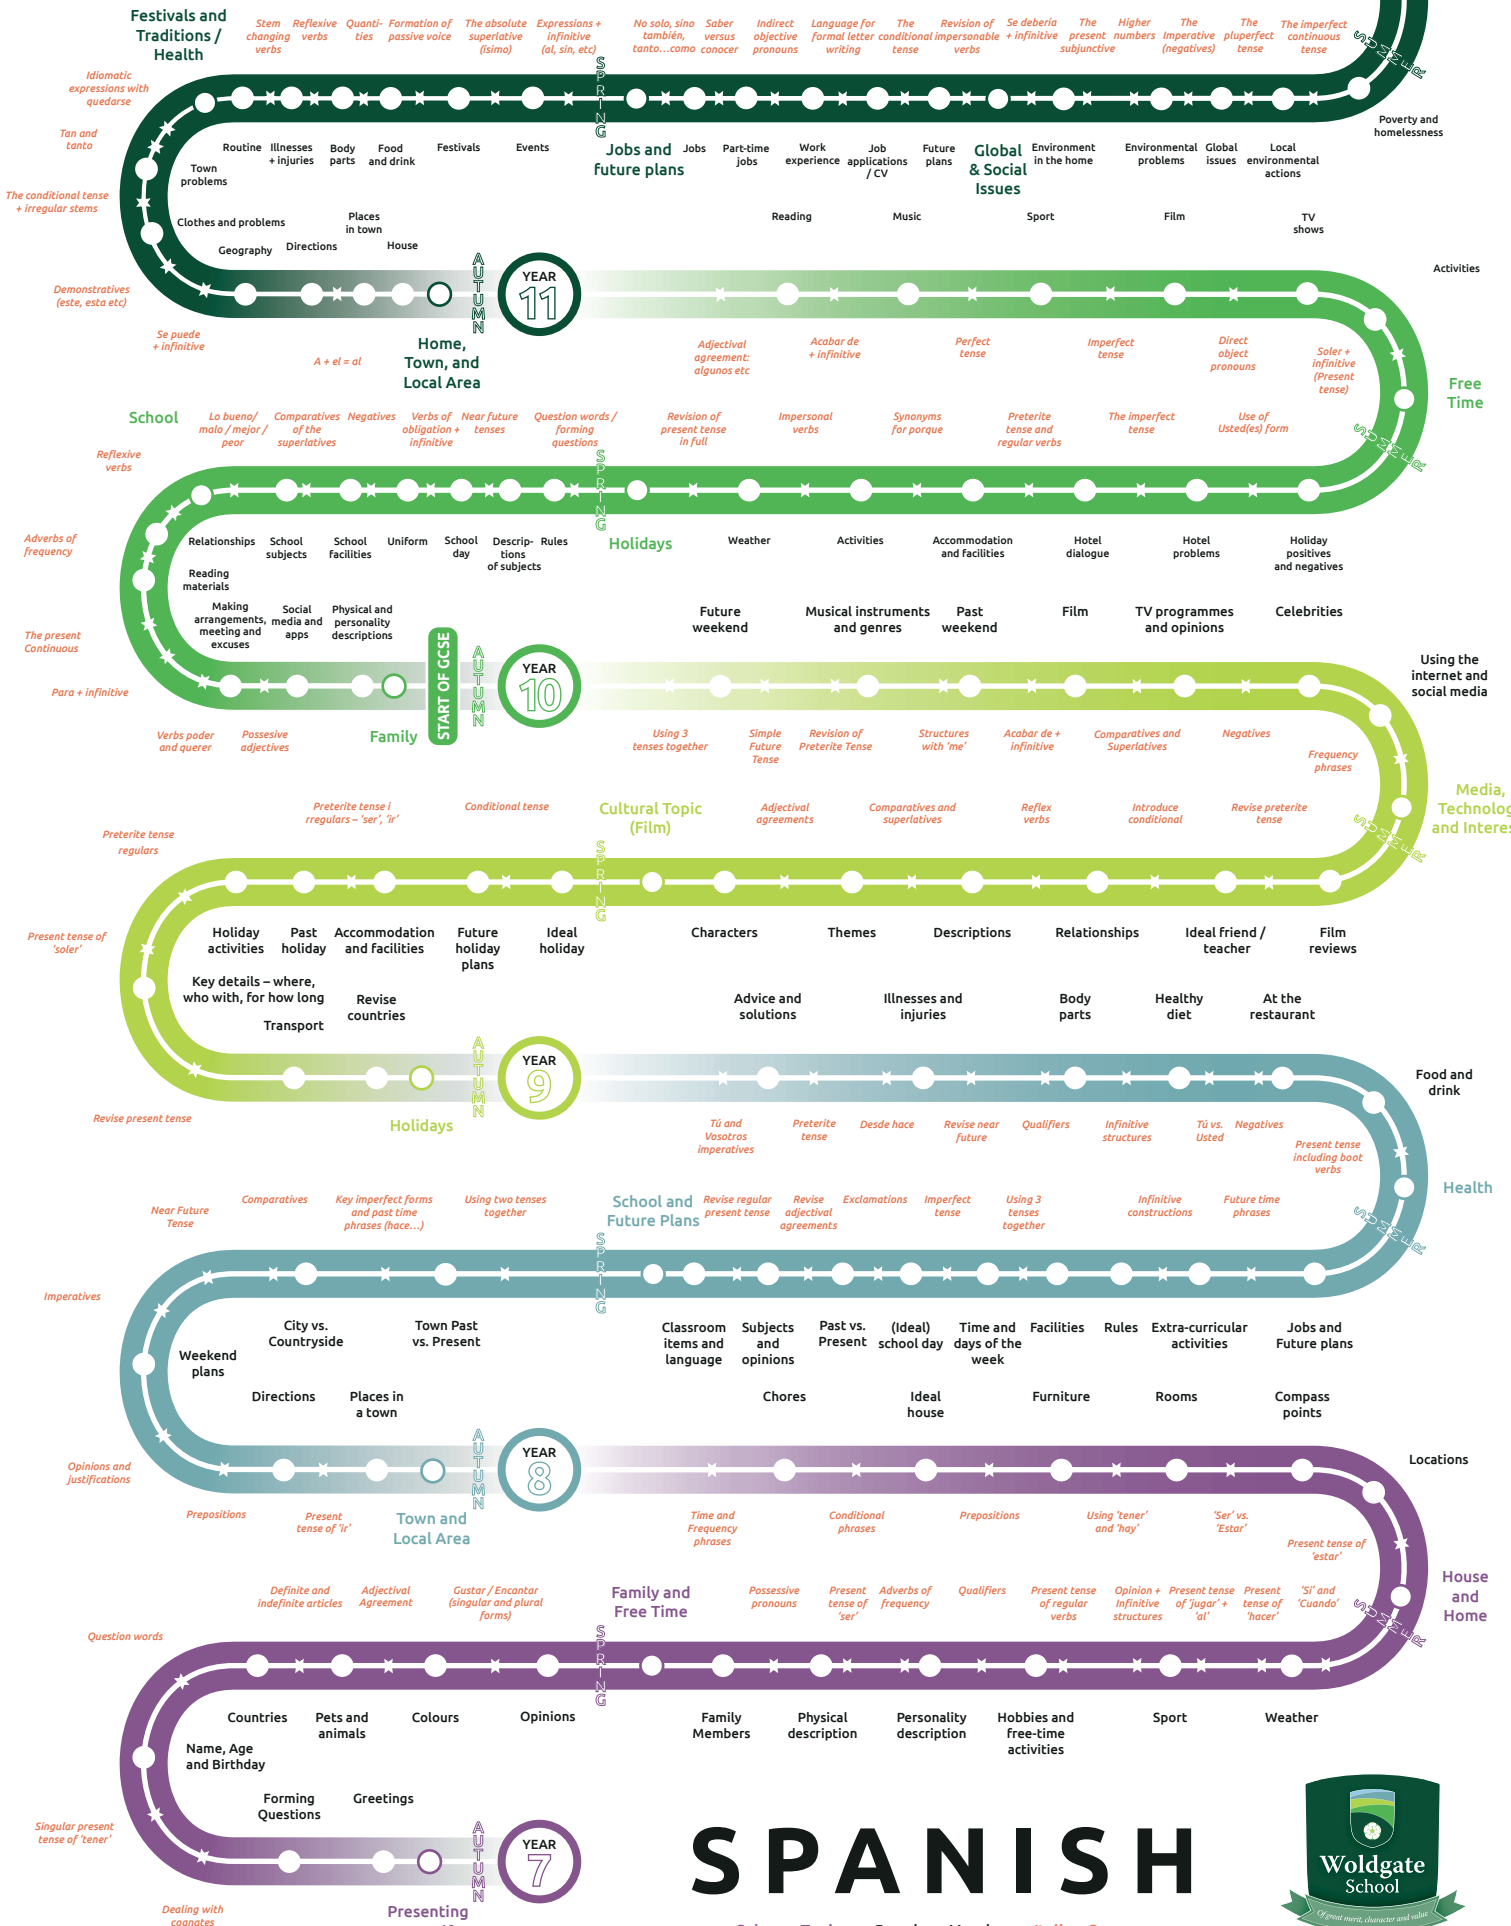 Festivals and
Traditions /
Health
Stem
changing
verbs
Reflexive
verbs
Quanti-
ties
Formation of
passive voice
The absolute
superlative
(ísimo)
Expressions +
infinitive
(al, sin, etc)
No solo, sino
también,
tanto...como
Saber
versus
conocer
Indirect
objective
pronouns
Language for
formal letter
writing
The
conditional
tense
Revision of
impersonable
verbs
Se debería
+ infinitive
The
present
subjunctive
Higher
numbers
The
Imperative
(negatives)
The
pluperfect
tense
The imperfect
continuous
tense
SUMMER
SPRING
Idiomatic
expressions with
quedarse
Tan and
tanto
The conditional tense
+ irregular stems
Demonstratives
(este, esta etc)
Se puede
+ infinitive
A + el = al
Poverty and
homelessness
Routine
Illnesses
+ injuries
Body
parts
Food
and drink
Festivals
Events
Jobs and
future plans
Jobs
Part-time
jobs
Work
experience
Job
applications
/ CV
Future
plans
Global
& Social
Issues
Environment
in the home
Environmental
problems
Global
issues
Local
environmental
actions
Town
problems
Clothes and problems
Geography
Directions
Places
in town
House
AUTUMN
YEAR
11
Home,
Town, and
Local Area
Reading
Music
Sport
Film
TV
shows
Activities
Adjectival
agreement:
algunos etc
Acabar de
+ infinitive
Perfect
tense
Imperfect
tense
Direct
object
pronouns
Soler +
infinitive
(Present
tense)
Free
Time
School
Lo bueno/
malo / mejor /
peor
Comparatives
of the
superlatives
Negatives
Verbs of
obligation +
infinitive
Near future
tenses
Question words /
forming
questions
Revision of
present tense
in full
Impersonal
verbs
Synonyms
for porque
Preterite
tense and
regular verbs
The imperfect
tense
Use of
Usted(es) form
SUMMER
SPRING
Reflexive
verbs
Adverbs of
frequency
The present
Continuous
Para + infinitive
Verbs poder
and querer
Possesive
adjectives
Relationships
School
subjects
School
facilities
Uniform
School
day
Descrip-
tions
of subjects
Rules
Holidays
Weather
Activities
Accommodation
and facilities
Hotel
dialogue
Hotel
problems
Holiday
positives
and negatives
Reading
materials
Making
arrangements,
meeting and
excuses
Social
media and
apps
Physical and
personality
descriptions
Family
START OF GCSE
AUTUMN
YEAR
10
Future
weekend
Musical instruments
and genres
Past
weekend
Film
TV programmes
and opinions
Celebrities
Using the
internet and
social media
Using 3
tenses together
Simple
Future
Tense
Revision of
Preterite Tense
Structures
with 'me'
Acabar de +
infinitive
Comparatives and
Superlatives
Negatives
Frequency
phrases
Media,
Technolog
and Interes
Preterite tense
regulars
Preterite tense i
rregulars – 'ser', 'ir'
Conditional tense
Cultural Topic
(Film)
Adjectival
agreements
Comparatives and
superlatives
Reflex
verbs
Introduce
conditional
Revise preterite
tense
SUMMER
SPRING
Present tense of
'soler'
Revise present tense
Holiday
activities
Past
holiday
Accommodation
and facilities
Future
holiday
plans
Ideal
holiday
Characters
Themes
Descriptions
Relationships
Ideal friend /
teacher
Film
reviews
Key details – where,
who with, for how long
Transport
Revise
countries
AUTUMN
YEAR
9
Holidays
Advice and
solutions
Illnesses and
injuries
Body
parts
Healthy
diet
At the
restaurant
Food and
drink
Tú and
Vosotros
imperatives
Preterite
tense
Desde hace
Revise near
future
Qualifiers
Infinitive
structures
Tú vs.
Usted
Negatives
Present tense
including boot
verbs
Health
Near Future
Tense
Comparatives
Key imperfect forms
and past time
phrases (hace...)
Using two tenses
together
School and
Future Plans
Revise regular
present tense
Revise
adjectival
agreements
Exclamations
Imperfect
tense
Using 3
tenses
together
Infinitive
constructions
Future time
phrases
SUMMER
SPRING
Imperatives
Opinions and
justifications
Prepositions
Present
tense of 'ir'
Weekend
plans
City vs.
Countryside
Town Past
vs. Present
Classroom
items and
language
Subjects
and
opinions
Past vs.
Present
(Ideal)
school day
Time and
days of the
week
Facilities
Rules
Extra-curricular
activities
Jobs and
Future plans
Directions
Places in
a town
AUTUMN
YEAR
8
Town and
Local Area
Chores
Ideal
house
Furniture
Rooms
Compass
points
Locations
Time and
Frequency
phrases
Conditional
phrases
Prepositions
Using 'tener'
and 'hay'
'Ser' vs.
'Estar'
Present tense of
'estar'
House
and
Home
Question words
Definite and
indefinite articles
Adjectival
Agreement
Gustar / Encantar
(singular and plural
forms)
Family and
Free Time
Possessive
pronouns
Present
tense of
'ser'
Adverbs of
frequency
Qualifiers
Present tense
of regular
verbs
Opinion +
Infinitive
structures
Present tense
of 'jugar' +
'al'
Present
tense of
'hacer'
'Si' and
'Cuando'
SUMMER
SPRING
Singular present
tense of 'tener'
Dealing with
cognates
Countries
Pets and
animals
Colours
Opinions
Family
Members
Physical
description
Personality
description
Hobbies and
free-time
activities
Sport
Weather
Name, Age
and Birthday
Forming
Questions
Greetings
AUTUMN
YEAR
7
Presenting
SPANISH
Woldgate
School
Of great merit, character and value